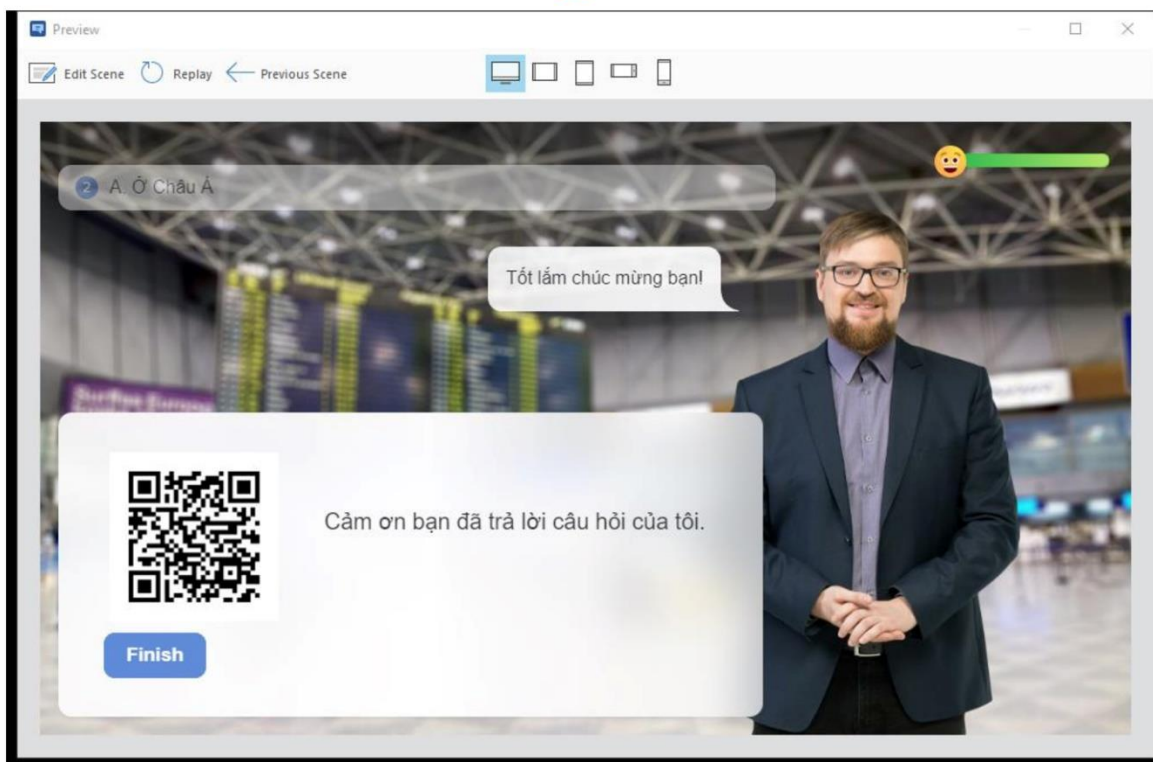 Preview
Edit Scene Replay Previous Scene
2 A. Ở Châu Á
Tốt lắm chúc mừng bạn!
Cảm ơn bạn đã trả lời câu hỏi của tôi.
Finish